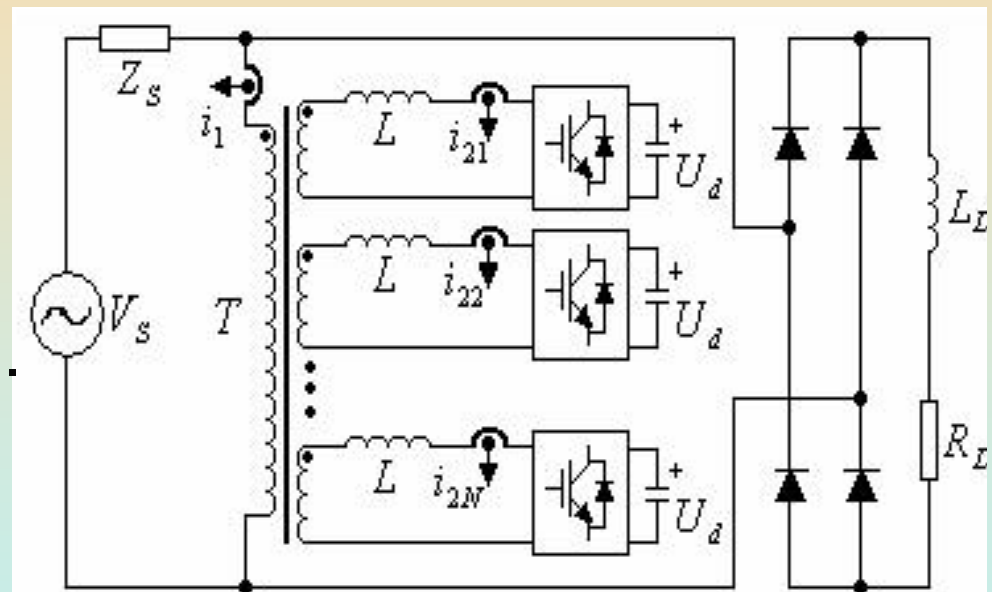 Z_S
i_1
L
i_21
+
U_d
L
i_22
+
U_d
V_S
T
L
i_2N
+
U_d
L_L
R_L